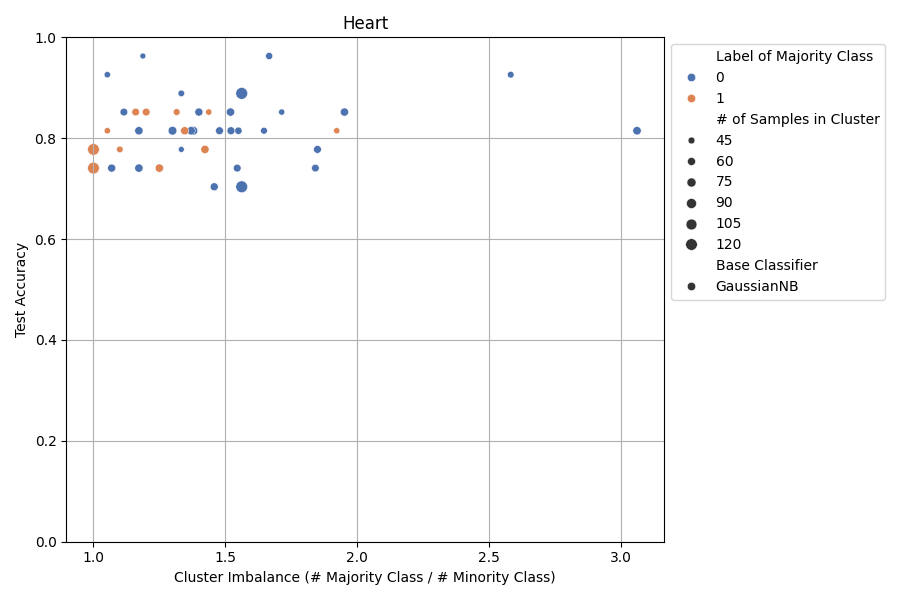 Heart
1.0
0.8
0.6
0.4
0.2
0.0
Test Accuracy
1.0
1.5
2.0
2.5
3.0
Cluster Imbalance (# Majority Class / # Minority Class)
Label of Majority Class
0
1
# of Samples in Cluster
45
60
75
90
105
120
Base Classifier
GaussianNB